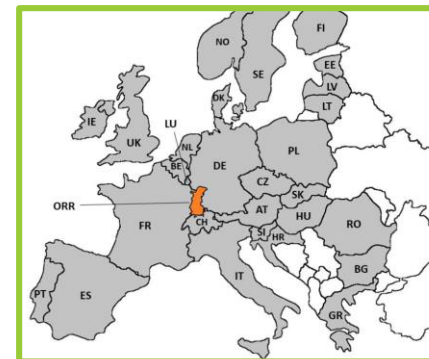 FI
NO
SE
EE
LV
DK
LT
IE
LU
UK
NL
BE
DE
PL
ORR
CZ
SK
FR
CH
AT
HU
RO
SI
HR
IT
BG
PT
ES
GR